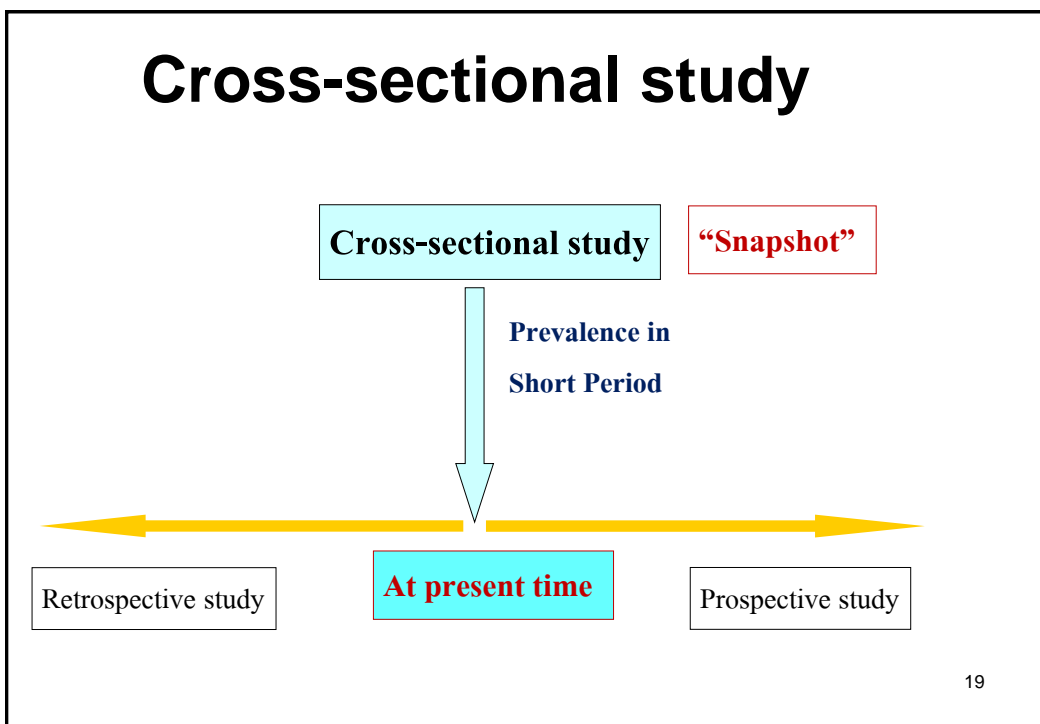 Cross-sectional study
Cross-sectional study
“Snapshot”
Prevalence in
Short Period
Retrospective study
At present time
Prospective study
19